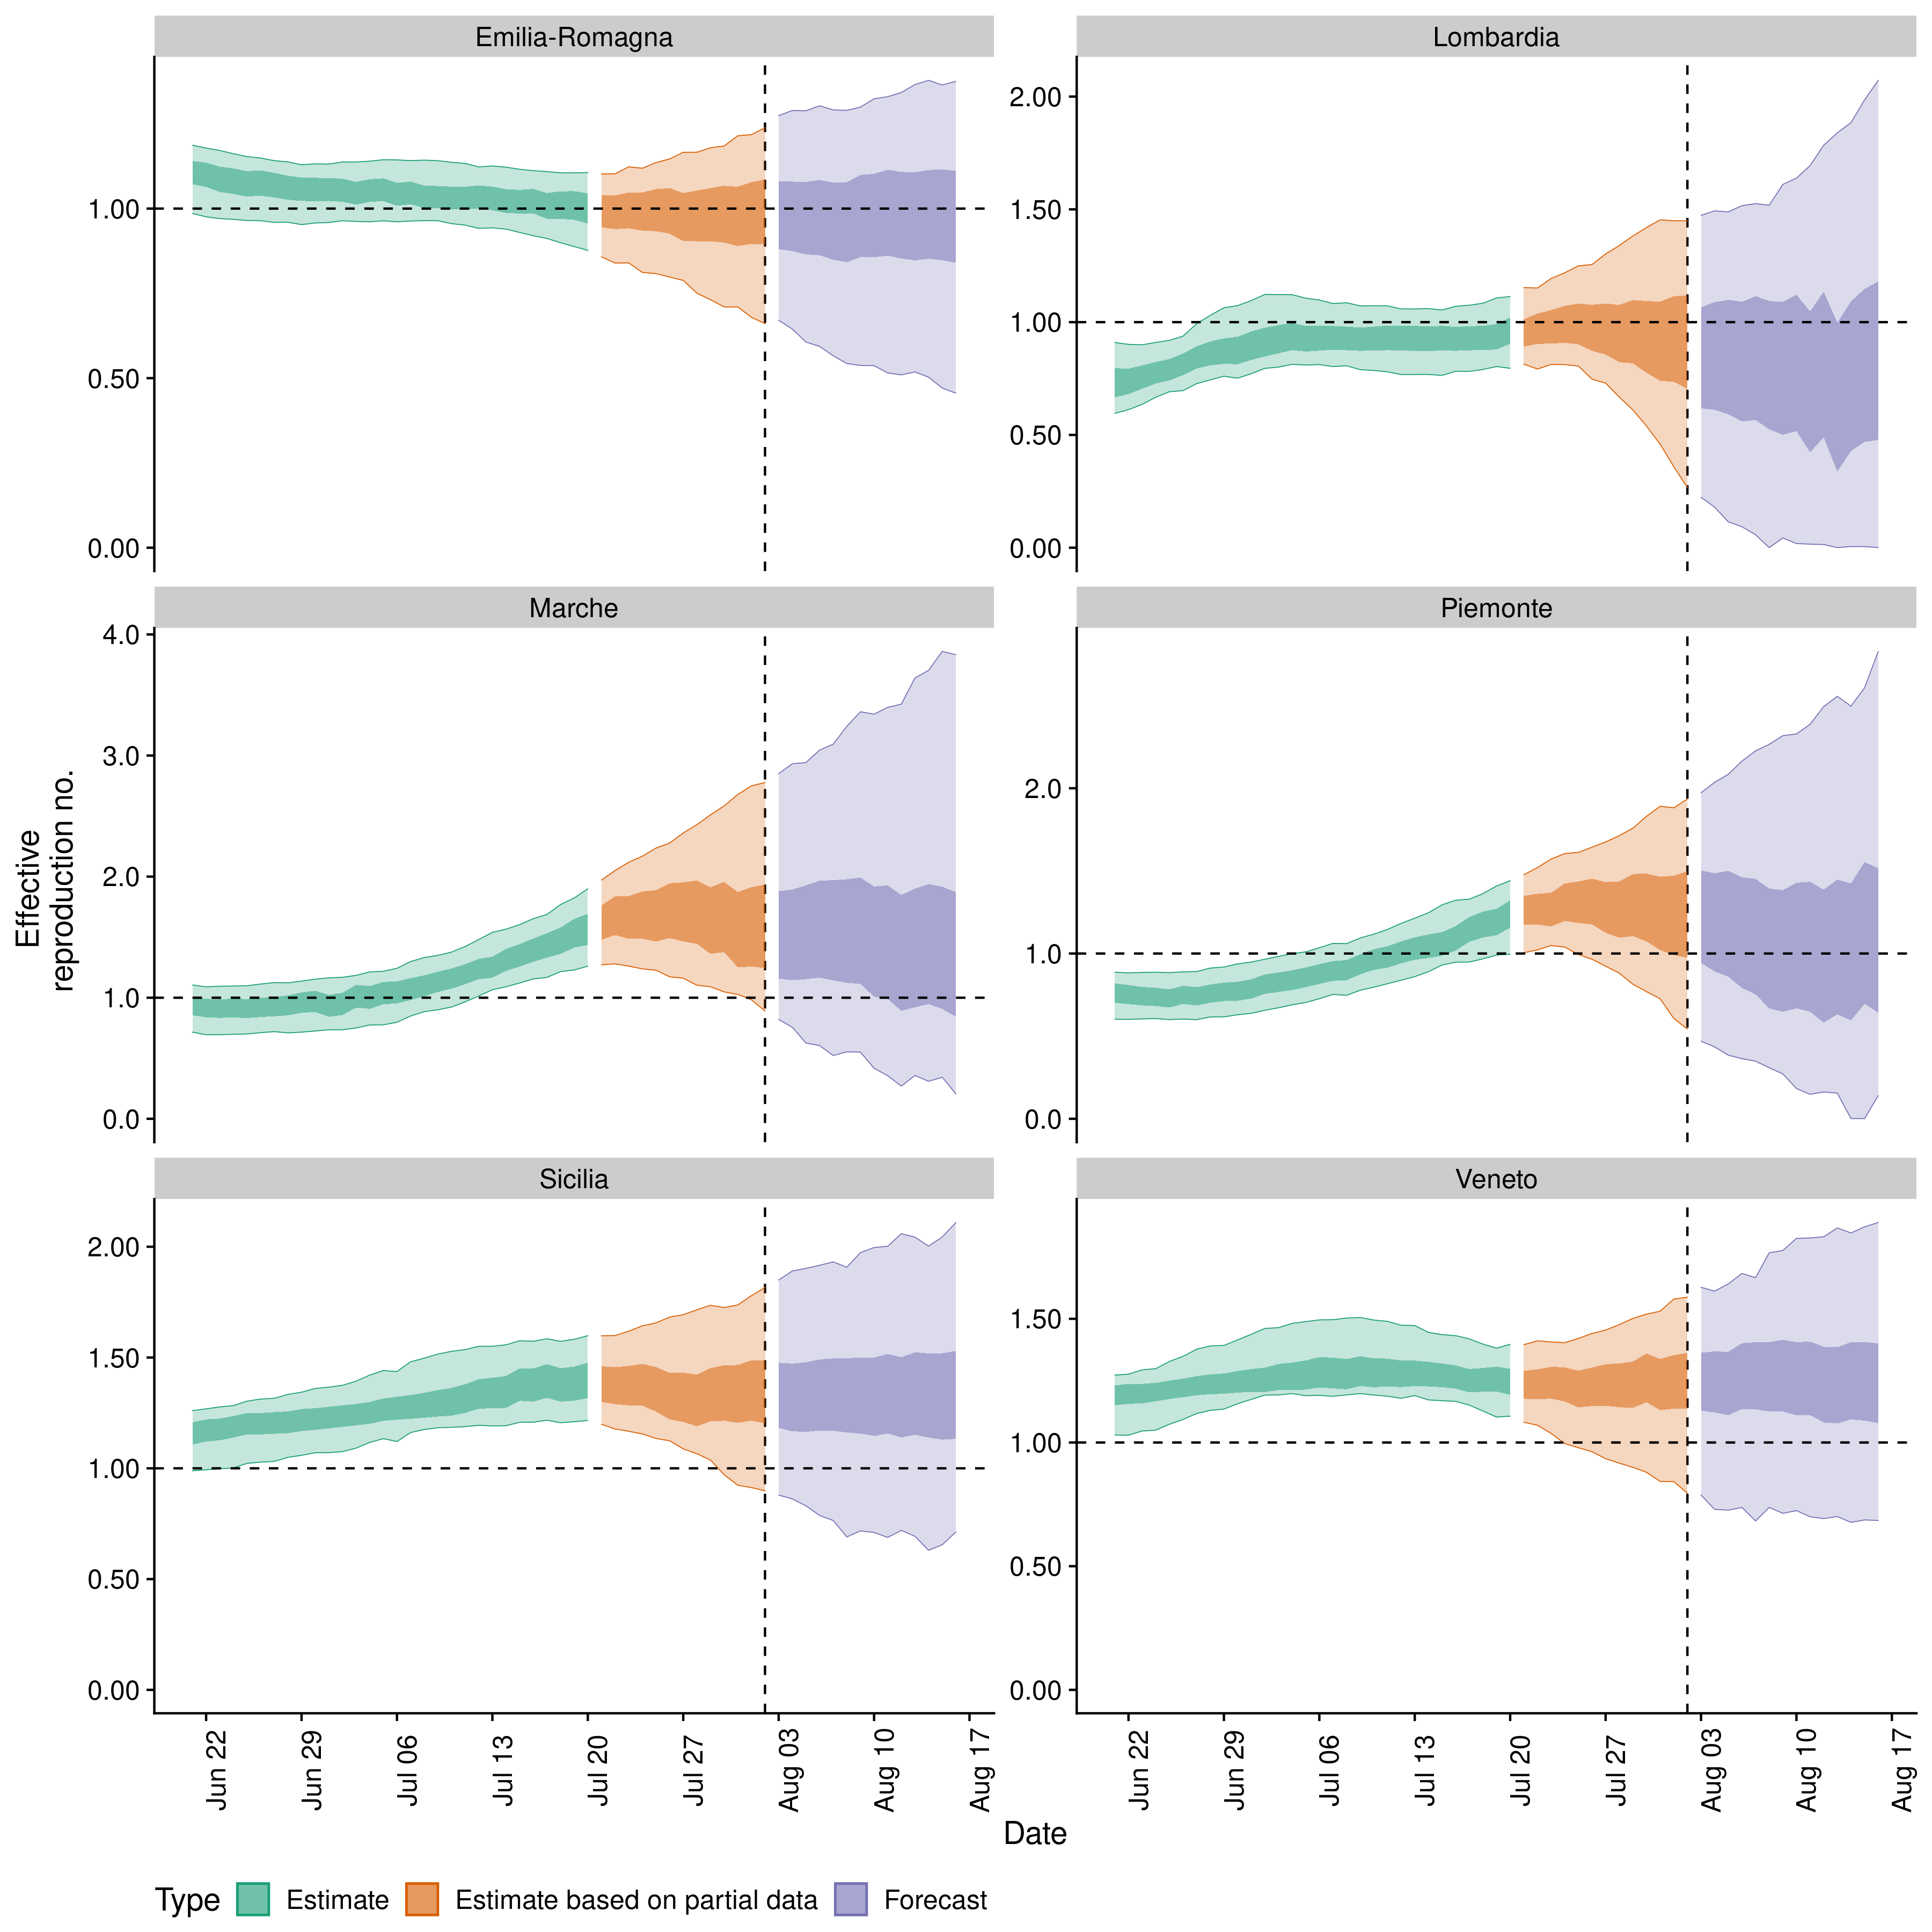 Emilia-Romagna
Lombardia
1.00
0.50
0.00
2.00
1.50
1.00
0.50
0.00
Marche
Piemonte
Effective
reproduction no.
4.0
3.0
2.0
1.0
0.0
2.0
1.0
0.0
Sicilia
Veneto
2.00
1.50
1.00
0.50
0.00
1.50
1.00
0.50
0.00
Jun 22
Jun 29
Jul 06
Jul 13
Jul 20
Jul 27
Aug 03
Aug 10
Aug 17
Jun 22
Jun 29
Jul 06
Jul 13
Jul 20
Jul 27
Aug 03
Aug 10
Aug 17
Date
Type Estimate Estimate based on partial data Forecast